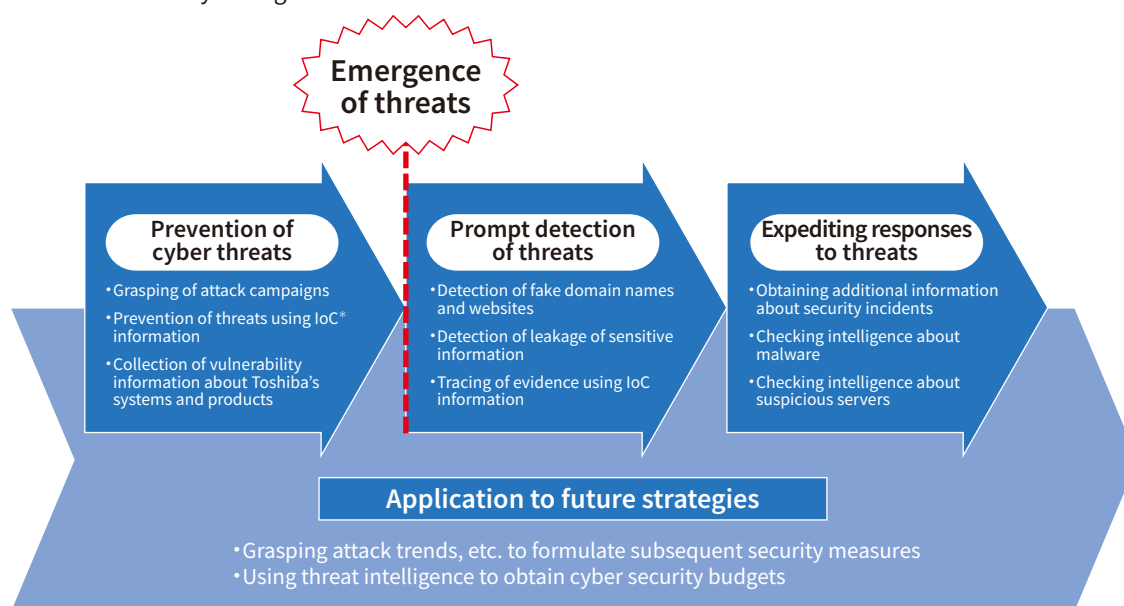 Emergence
of threats
Prevention of
cyber threats
・Grasping of attack campaigns
・Prevention of threats using IoC*
information
・Collection of vulnerability
information about Toshiba's
systems and products
Prompt detection
of threats
・Detection of fake domain names
and websites
・Detection of leakage of sensitive
information
・Tracing of evidence using IoC
information
Expediting responses
to threats
・Obtaining additional information
about security incidents
・Checking intelligence about
malware
・Checking intelligence about
suspicious servers
Application to future strategies
・Grasping attack trends, etc. to formulate subsequent security measures
・Using threat intelligence to obtain cyber security budgets